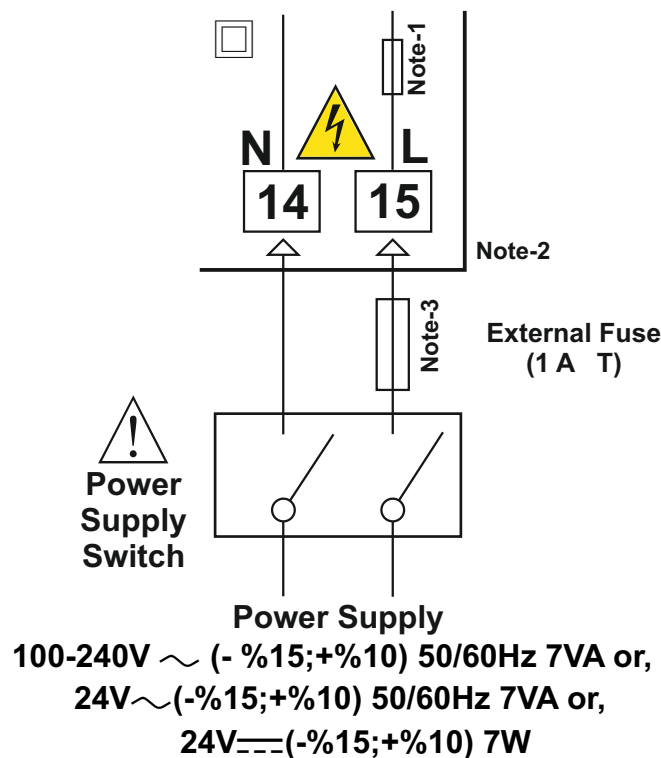 Note-1
N L
14 15
Note-2
Note-3
External Fuse
(1 A T)
Power
Supply
Switch
Power Supply
100-240V ～ (- %15;+%10) 50/60Hz 7VA or,
24V～(-%15;+%10) 50/60Hz 7VA or,
24V⎓(-%15;+%10) 7W